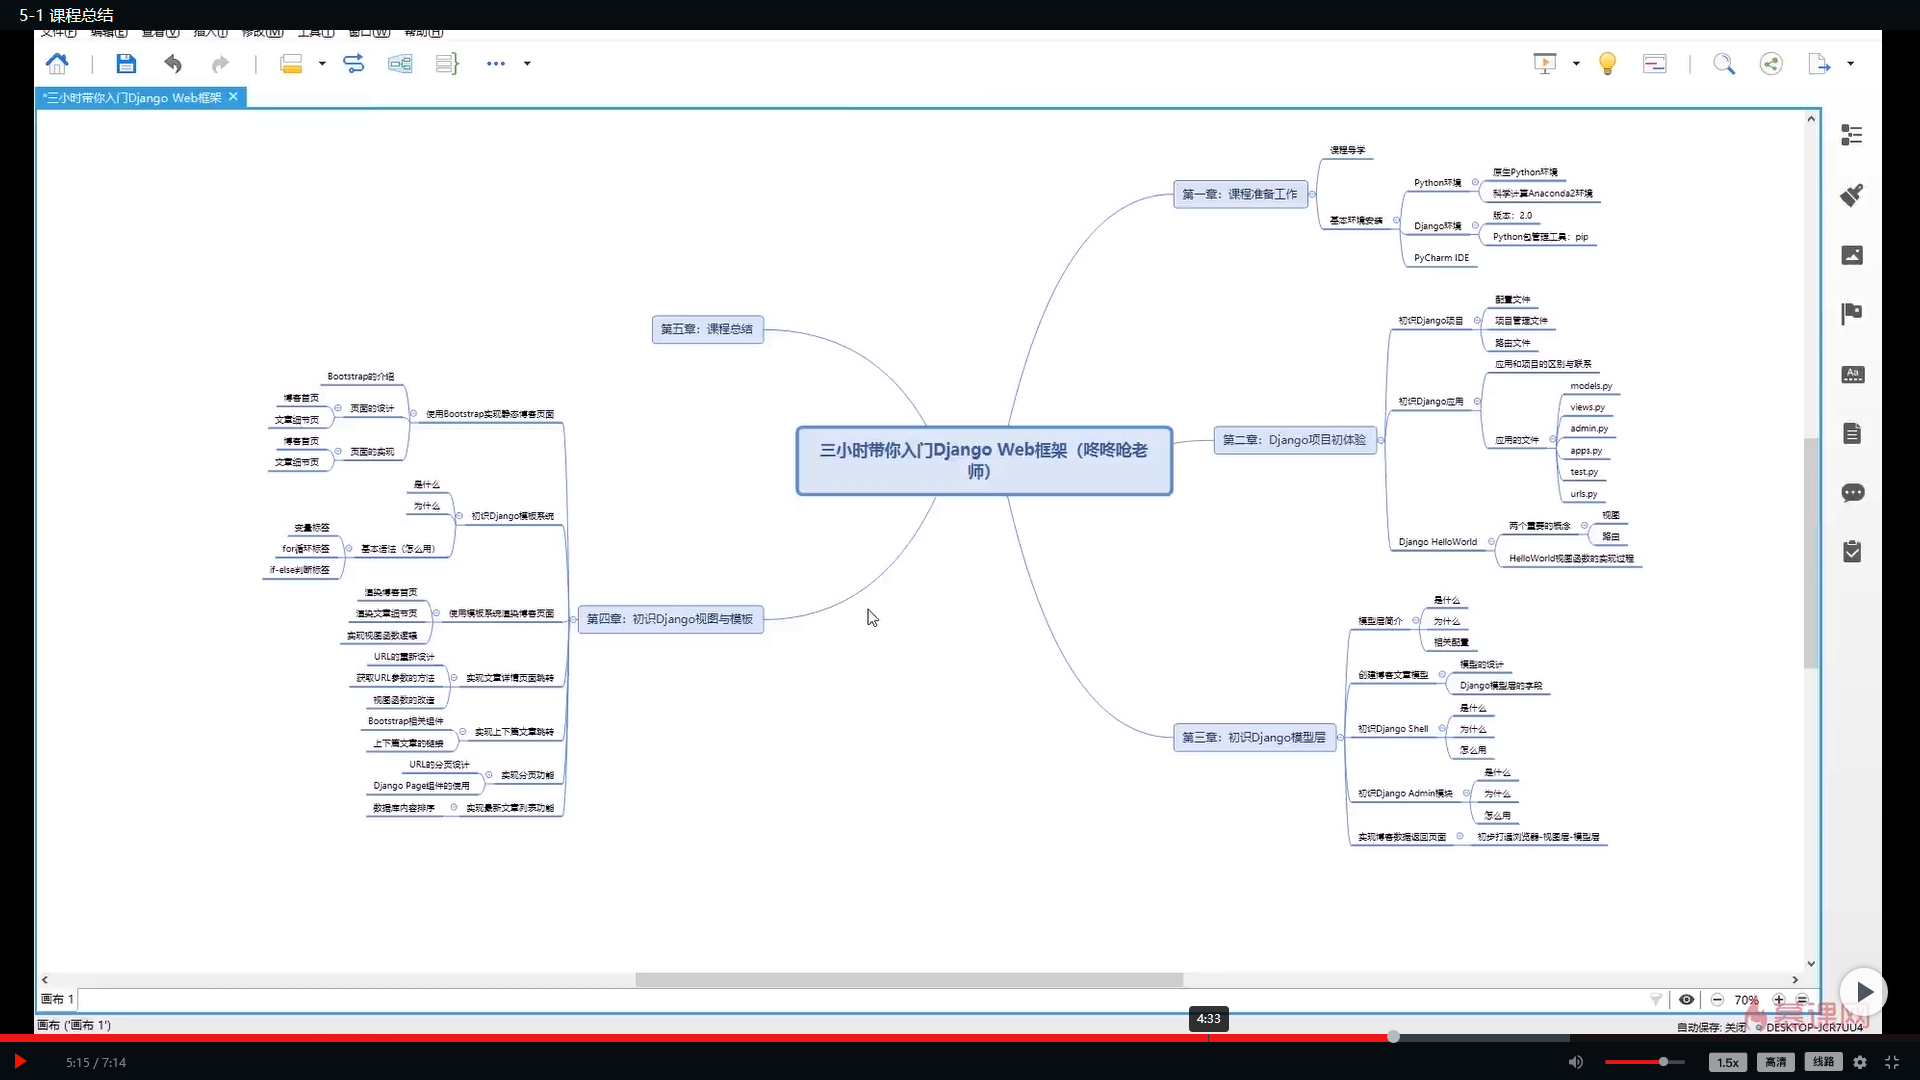 5-1 课程总结
文件(F) 编辑(E) 查看(V) 插入(I) 修改(M) 工具(T) 窗口(W) 帮助(H)
*三小时带你入门Django Web框架
三小时带你入门Django Web框架（咚咚呛老
师）
第一章：课程准备工作
课程导学
基本环境安装
Python环境
原生Python环境
科学计算Anaconda2环境
Django环境
版本：2.0
Python包管理工具：pip
PyCharm IDE
第二章：Django项目初体验
初识Django项目
配置文件
项目管理文件
路由文件
初识Django应用
应用和项目的区别与联系
应用的文件
models.py
views.py
admin.py
apps.py
test.py
urls.py
Django HelloWorld
两个重要的概念
视图
路由
HelloWorld视图函数的实现过程
第三章：初识Django模型层
模型层简介
是什么
为什么
相关配置
创建博客文章模型
模型的设计
Django模型层的字段
初识Django Shell
是什么
为什么
怎么用
初识Django Admin模块
是什么
为什么
怎么用
实现博客数据返回页面
初步打通浏览器-视图层-模型层
第五章：课程总结
第四章：初识Django视图与模板
使用Bootstrap实现静态博客页面
Bootstrap的介绍
页面的设计
博客首页
文章细节页
页面的实现
博客首页
文章细节页
初识Django模板系统
是什么
为什么
基本语法（怎么用）
变量标签
for循环标签
if-else判断标签
使用模板系统渲染博客页面
渲染博客首页
渲染文章细节页
实现视图函数逻辑
实现文章详情页面跳转
URL的重新设计
获取URL参数的方法
视图函数的改造
实现上下篇文章跳转
Bootstrap相关组件
上下篇文章的链接
实现分页功能
URL的分页设计
Django Page组件的使用
实现最新文章列表功能
数据库内容排序
画布 1
70%
画布 ('画布 1')
自动保存: 关闭
DESKTOP-JCR7UU4
慕课网
4:33
5:15 / 7:14
1.5x
高清
线路